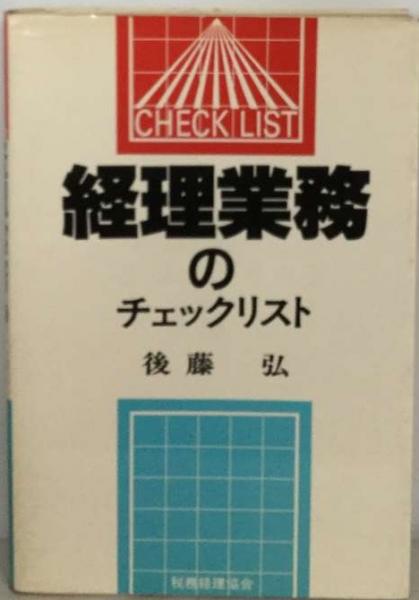 CHECK LIST
経理業務
の
チェックリスト
後藤 弘
税務経理協会